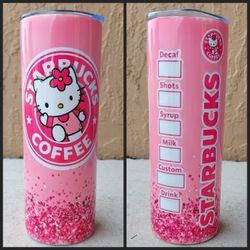 STARBUCKS
COFFEE
Decaf
Shots
Syrup
Milk
Custom
Drink
STARBUCKS